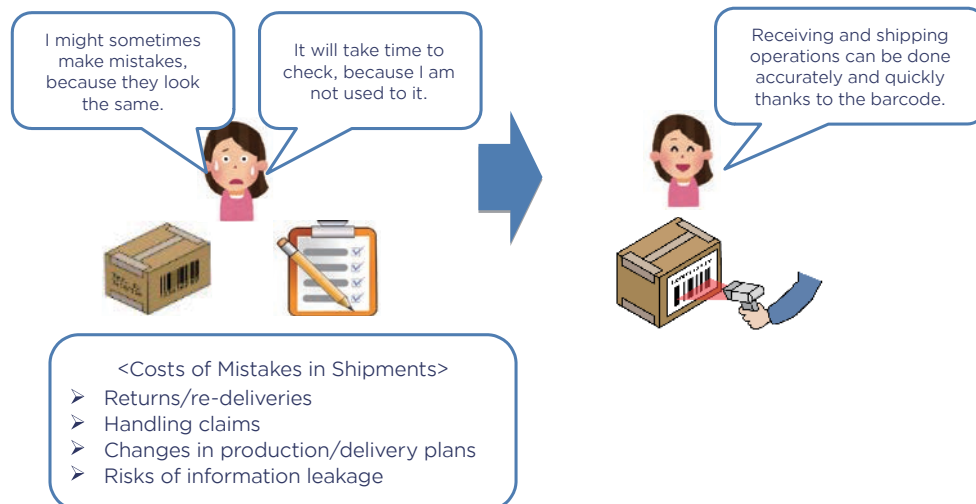 I might sometimes
make mistakes,
because they look
the same.
It will take time to
check, because I am
not used to it.
Receiving and shipping
operations can be done
accurately and quickly
thanks to the barcode.
<Costs of Mistakes in Shipments>
➢ Returns/re-deliveries
➢ Handling claims
➢ Changes in production/delivery plans
➢ Risks of information leakage